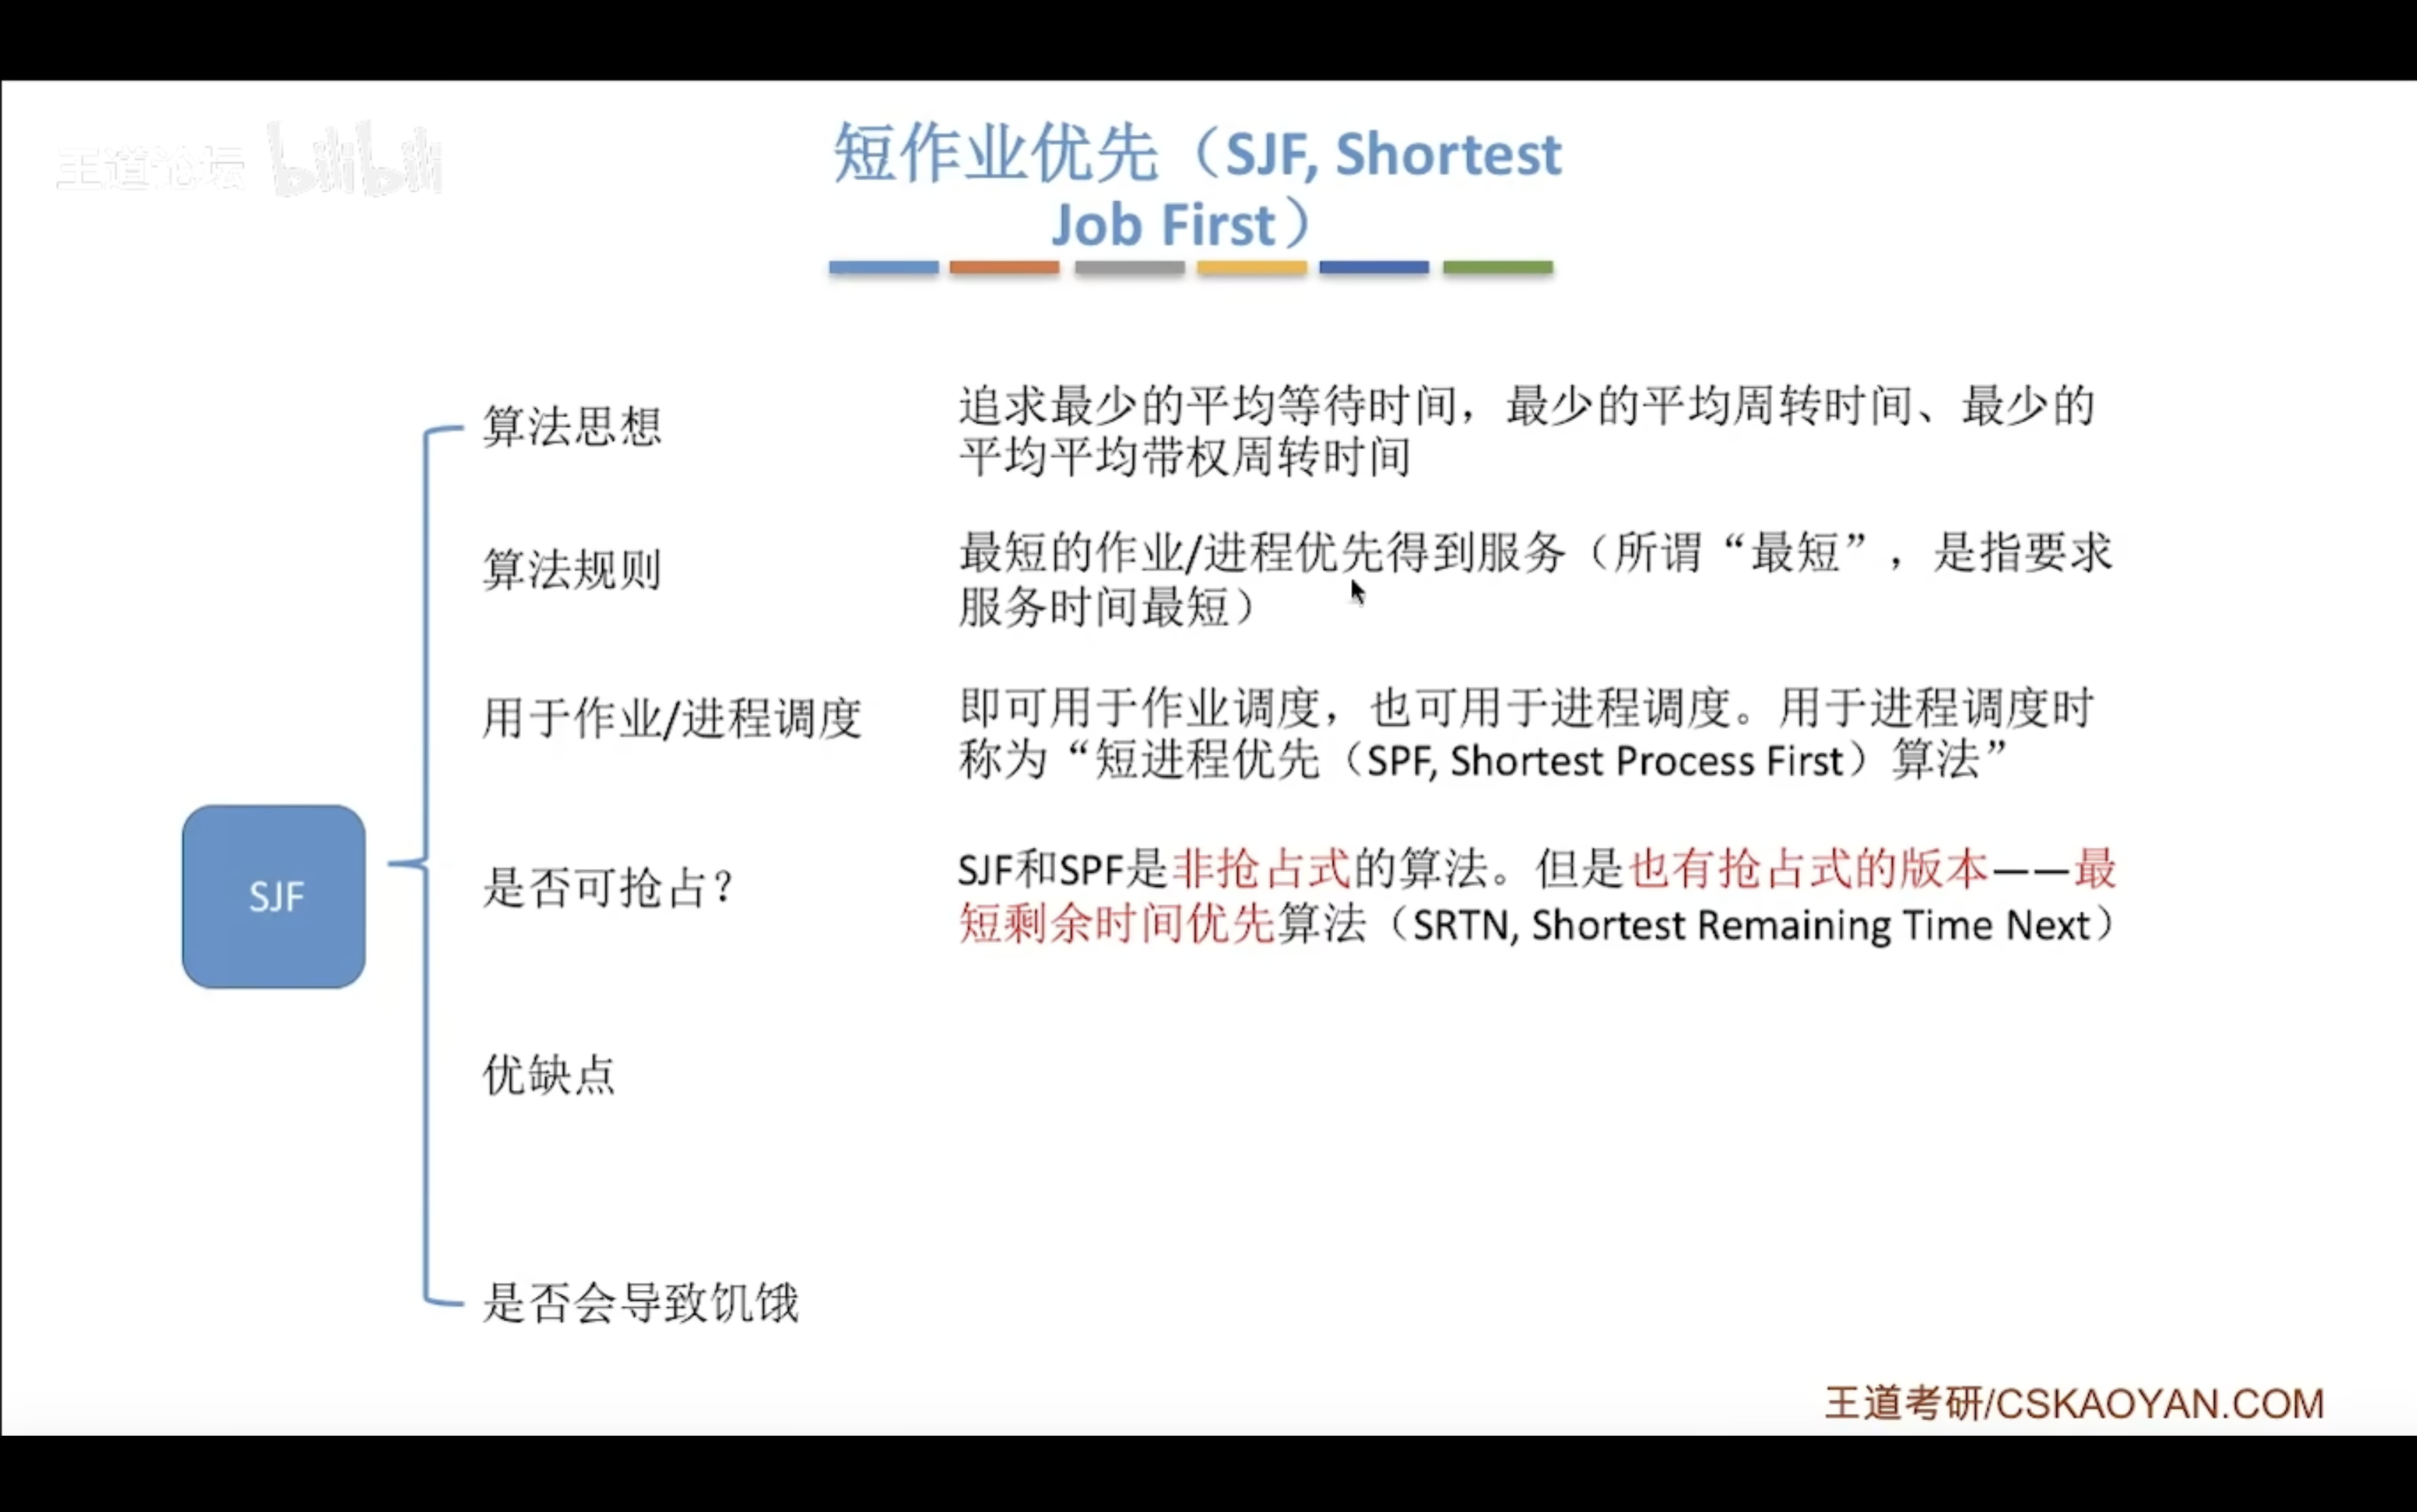 王道论坛 bilibili
短作业优先（SJF, Shortest
Job First）
算法思想
追求最少的平均等待时间，最少的平均周转时间、最少的
平均平均带权周转时间
算法规则
最短的作业/进程优先得到服务（所谓“最短”，是指要求
服务时间最短）
用于作业/进程调度
即可用于作业调度，也可用于进程调度。用于进程调度时
称为“短进程优先（SPF, Shortest Process First）算法”
SJF
是否可抢占？
SJF和SPF是非抢占式的算法。但是也有抢占式的版本——最
短剩余时间优先算法（SRTN, Shortest Remaining Time Next）
优缺点
是否会导致饥饿
王道考研/CSKAOYAN.COM